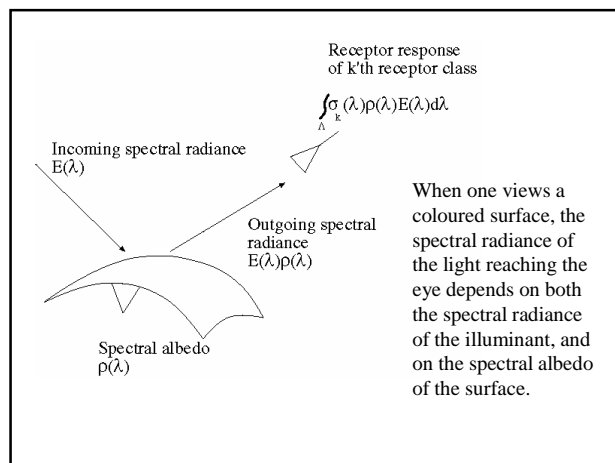 Receptor response
of k'th receptor class
∫σ (λ)ρ(λ)E(λ)dλ
Λ k
Incoming spectral radiance
E(λ)
Outgoing spectral
radiance
E(λ)ρ(λ)
Spectral albedo
ρ(λ)
When one views a
coloured surface, the
spectral radiance of
the light reaching the
eye depends on both
the spectral radiance
of the illuminant, and
on the spectral albedo
of the surface.